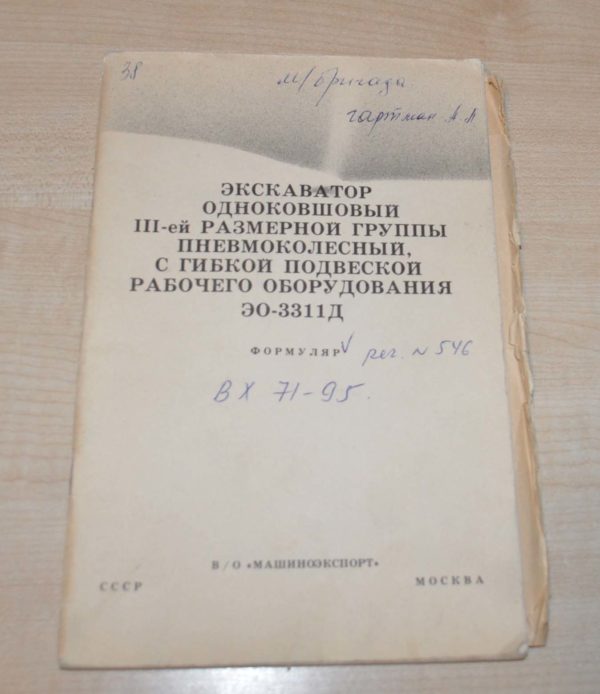 38
м/бригада
гартман А А
ЭКСКАВАТОР
ОДНОКОВШОВЫЙ
III-ей РАЗМЕРНОЙ ГРУППЫ
ПНЕВМОКОЛЕСНЫЙ,
С ГИБКОЙ ПОДВЕСКОЙ
РАБОЧЕГО ОБОРУДОВАНИЯ
ЭО-3311Д
ФОРМУЛЯР V рег. N 546
ВХ 71-95.
В/О «МАШИНОЭКСПОРТ»
СССР МОСКВА